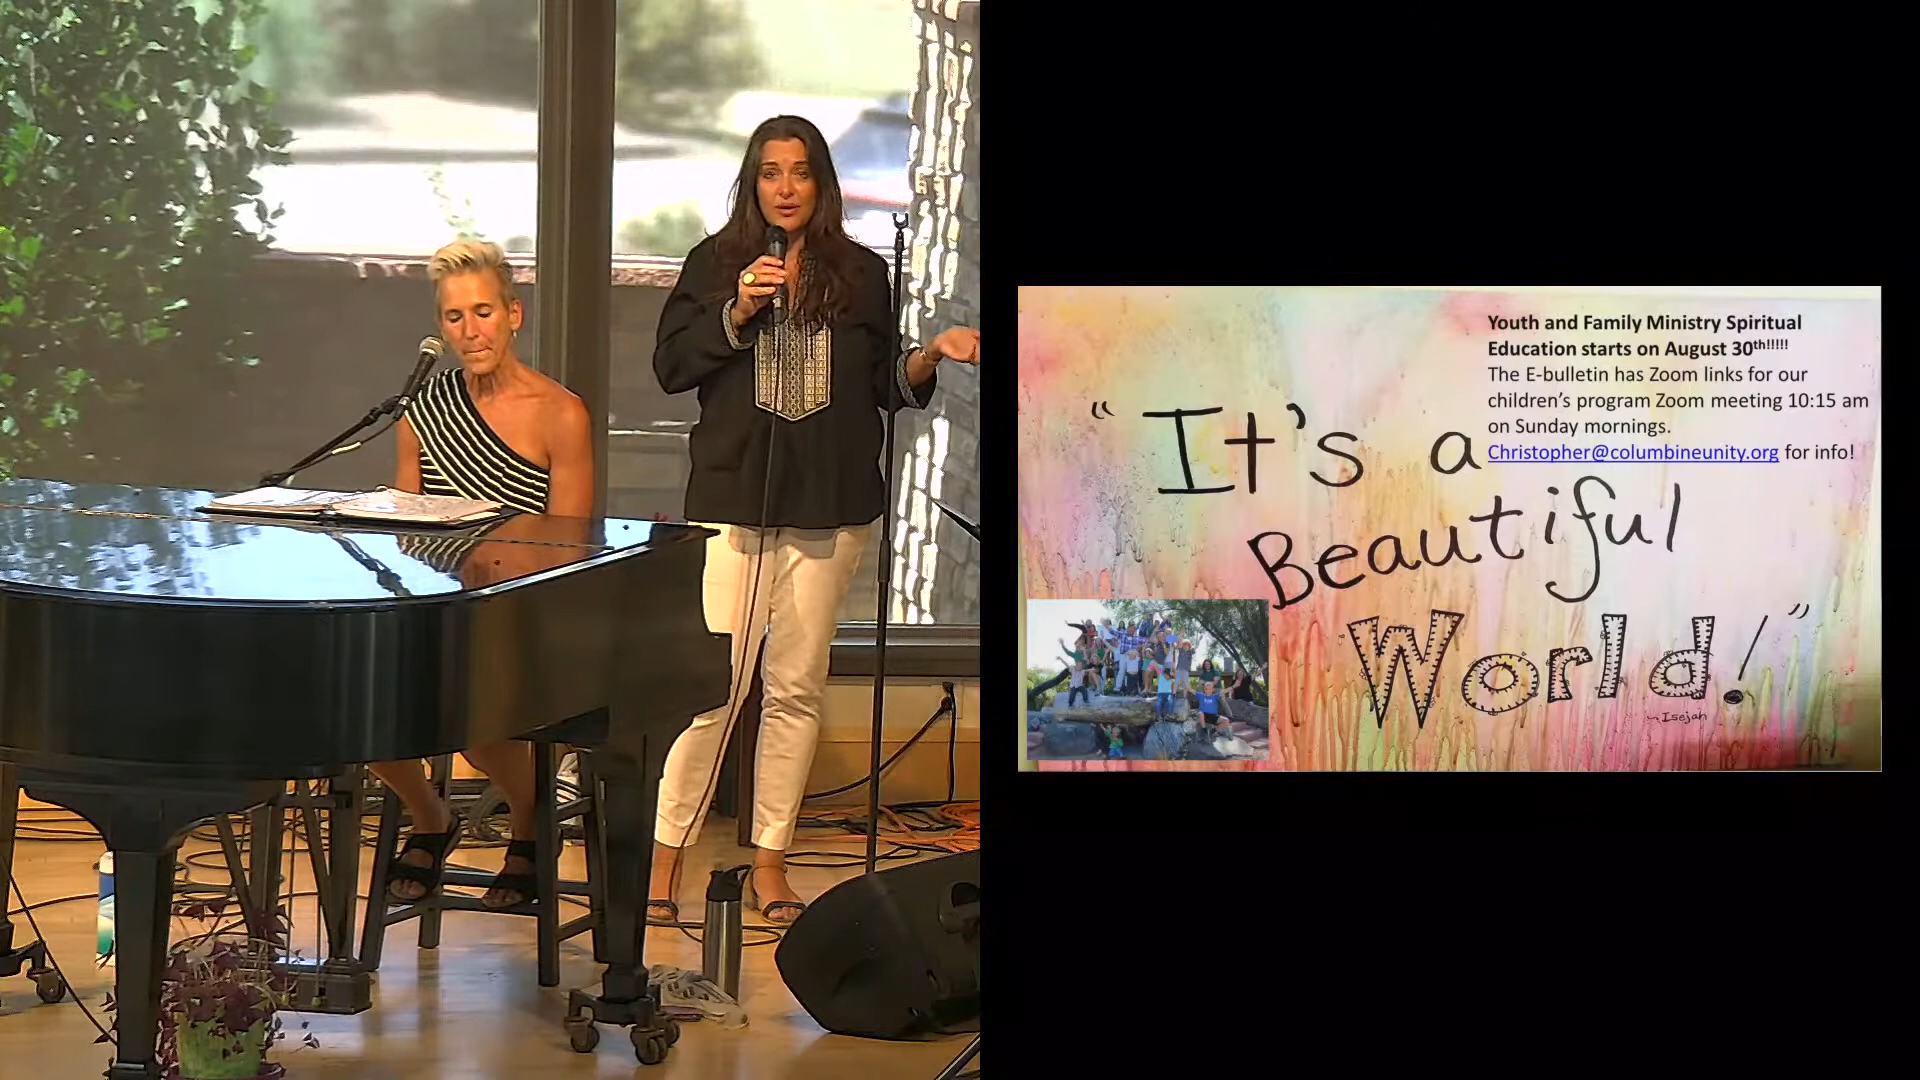 Youth and Family Ministry Spiritual
Education starts on August 30th!!!!!
The E-bulletin has Zoom links for our
children's program Zoom meeting 10:15 am
on Sunday mornings.
Christopher@columbineunity.org for info!
"It's a
Beautiful
World!"
~Isejah